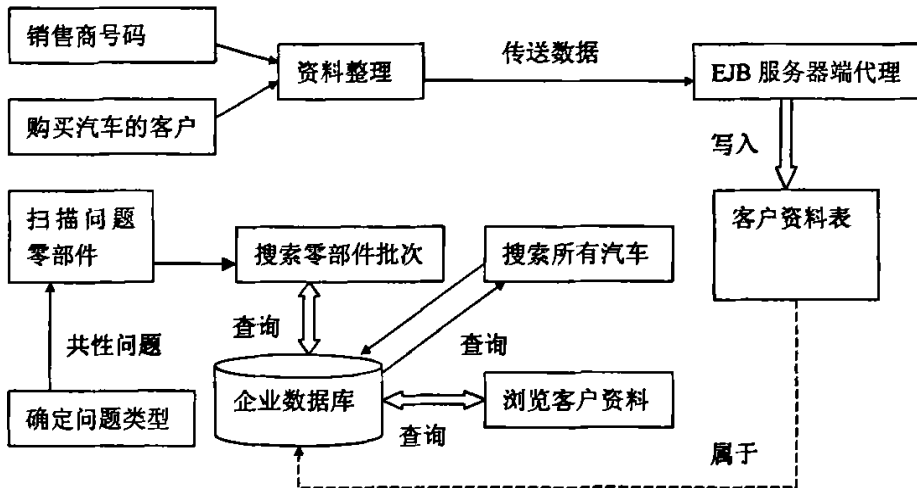 销售商号码
购买汽车的客户
资料整理
传送数据
EJB 服务器端代理
写入
客户资料表
扫描问题
零部件
搜索零部件批次
搜索所有汽车
共性问题
查询
查询
确定问题类型
企业数据库
浏览客户资料
查询
属于